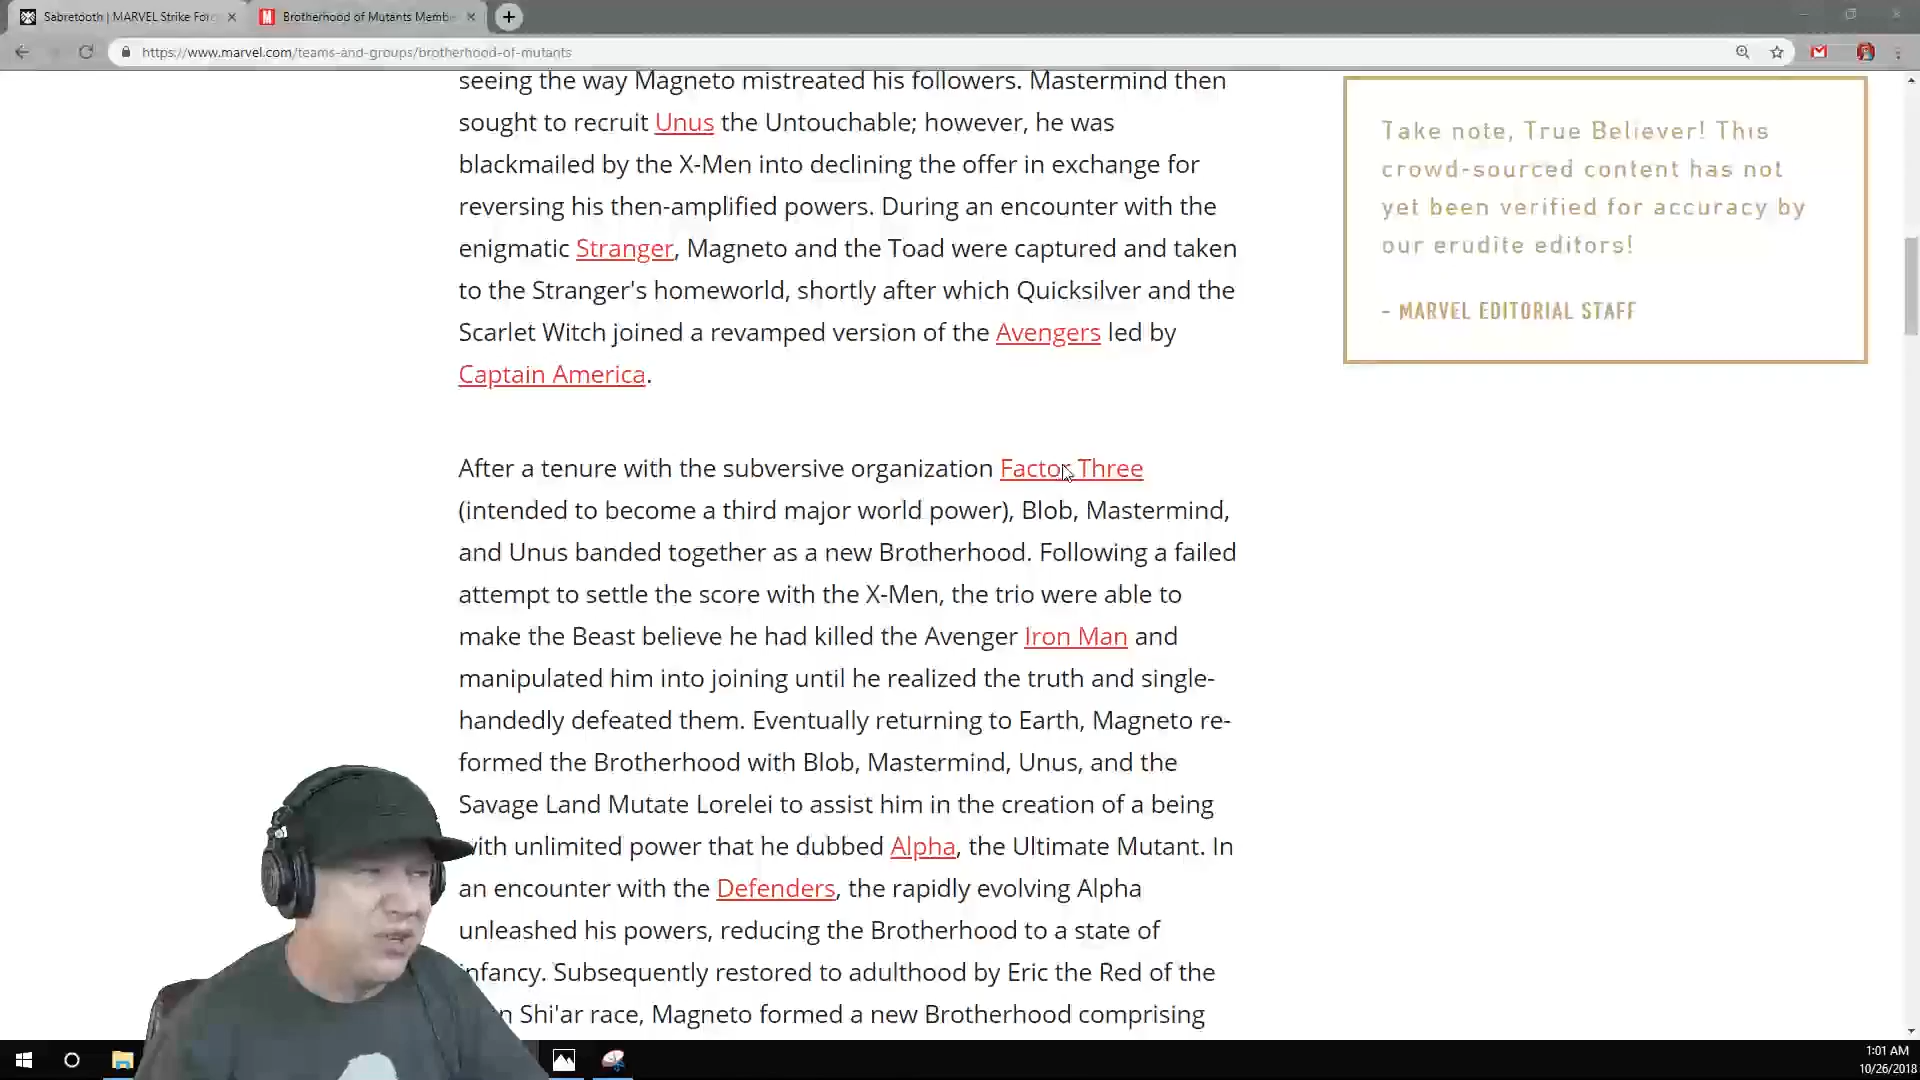 Sabretooth | MARVEL Strike For
Brotherhood of Mutants Membe
https://www.marvel.com/teams-and-groups/brotherhood-of-mutants
seeing the way Magneto mistreated his followers. Mastermind then
sought to recruit Unus the Untouchable; however, he was
blackmailed by the X-Men into declining the offer in exchange for
reversing his then-amplified powers. During an encounter with the
enigmatic Stranger, Magneto and the Toad were captured and taken
to the Stranger's homeworld, shortly after which Quicksilver and the
Scarlet Witch joined a revamped version of the Avengers led by
Captain America.
After a tenure with the subversive organization Factor Three
(intended to become a third major world power), Blob, Mastermind,
and Unus banded together as a new Brotherhood. Following a failed
attempt to settle the score with the X-Men, the trio were able to
make the Beast believe he had killed the Avenger Iron Man and
manipulated him into joining until he realized the truth and single-
handedly defeated them. Eventually returning to Earth, Magneto re-
formed the Brotherhood with Blob, Mastermind, Unus, and the
Savage Land Mutate Lorelei to assist him in the creation of a being
with unlimited power that he dubbed Alpha, the Ultimate Mutant. In
an encounter with the Defenders, the rapidly evolving Alpha
unleashed his powers, reducing the Brotherhood to a state of
infancy. Subsequently restored to adulthood by Eric the Red of the
Shi'ar race, Magneto formed a new Brotherhood comprising
Take note, True Believer! This
crowd-sourced content has not
yet been verified for accuracy by
our erudite editors!
- MARVEL EDITORIAL STAFF
1:01 AM
10/26/2018